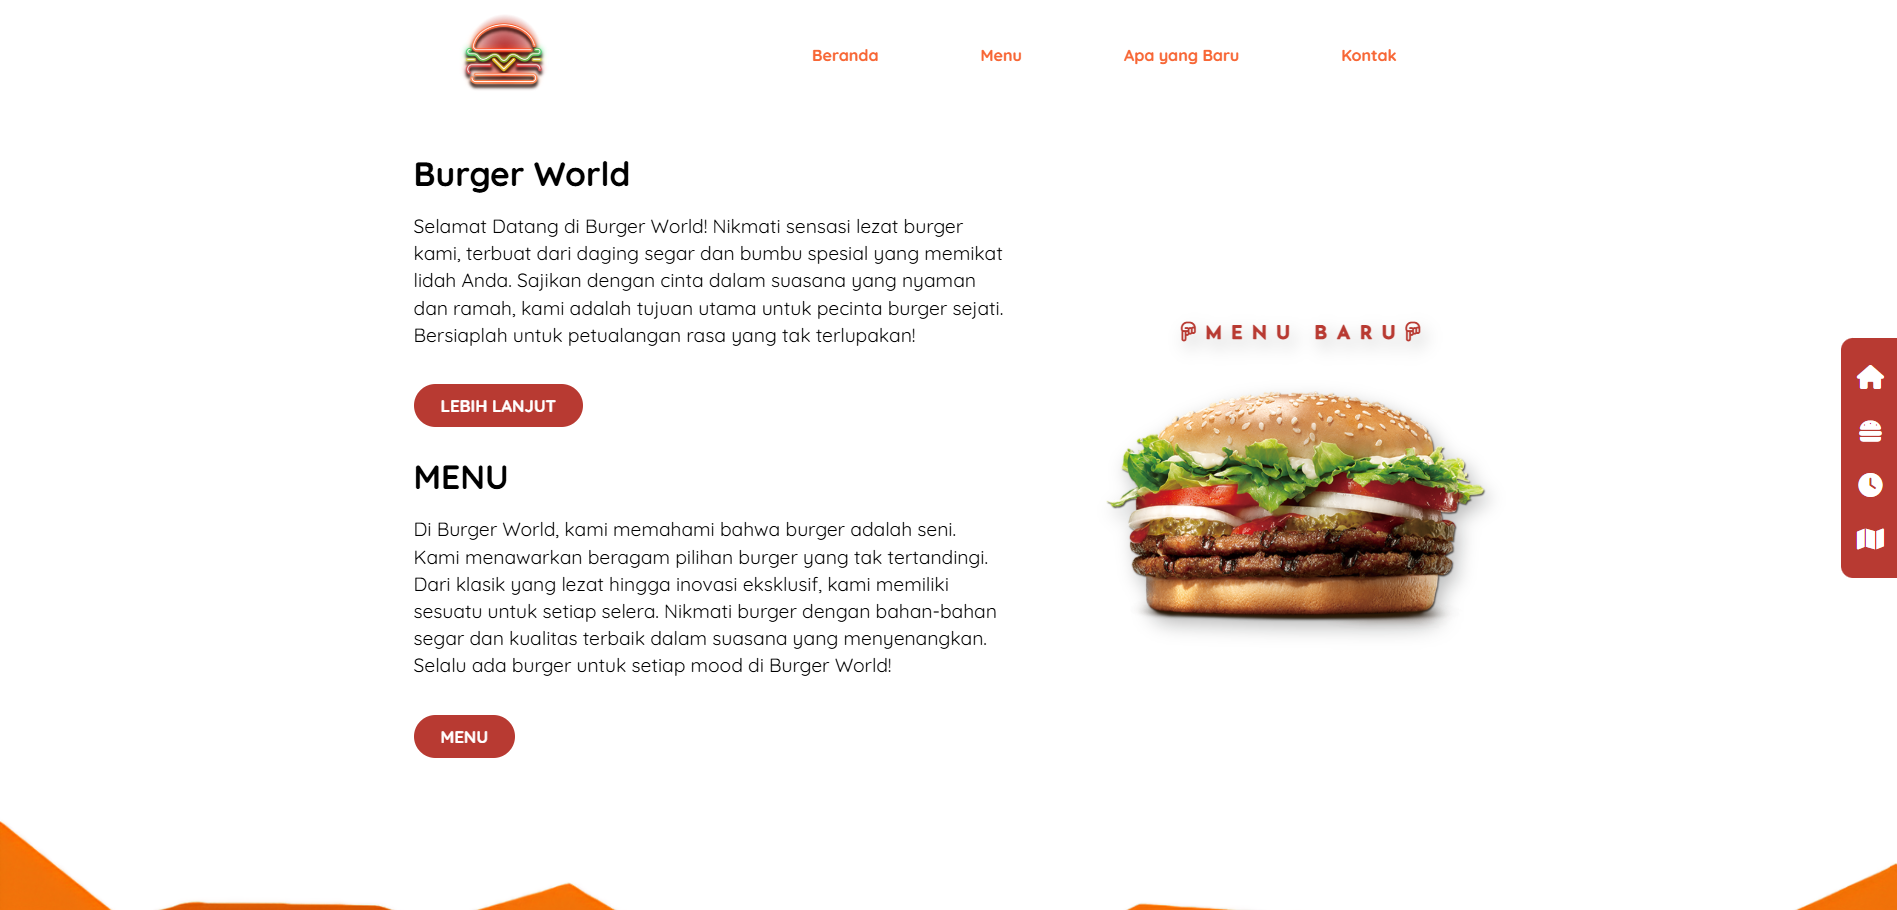 Beranda
Menu
Apa yang Baru
Kontak
Burger World
Selamat Datang di Burger World! Nikmati sensasi lezat burger
kami, terbuat dari daging segar dan bumbu spesial yang memikat
lidah Anda. Sajikan dengan cinta dalam suasana yang nyaman
dan ramah, kami adalah tujuan utama untuk pecinta burger sejati.
Bersiaplah untuk petualangan rasa yang tak terlupakan!
LEBIH LANJUT
MENU
Di Burger World, kami memahami bahwa burger adalah seni.
Kami menawarkan beragam pilihan burger yang tak tertandingi.
Dari klasik yang lezat hingga inovasi eksklusif, kami memiliki
sesuatu untuk setiap selera. Nikmati burger dengan bahan-bahan
segar dan kualitas terbaik dalam suasana yang menyenangkan.
Selalu ada burger untuk setiap mood di Burger World!
MENU
MENU BARU